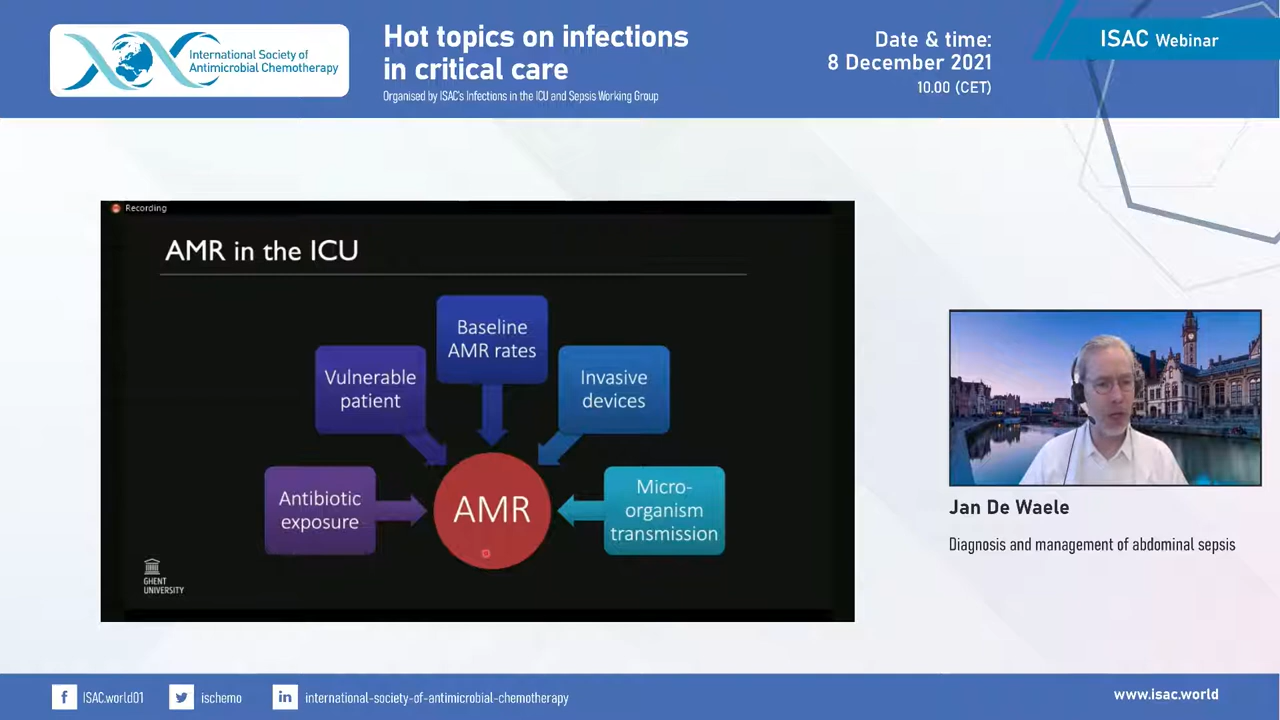 International Society of
Antimicrobial Chemotherapy
Hot topics on infections
in critical care
Organised by ISAC's Infections in the ICU and Sepsis Working Group
Date & time:
8 December 2021
10.00 (CET)
ISAC Webinar
Recording
AMR in the ICU
Baseline
AMR rates
Vulnerable
patient
Invasive
devices
Antibiotic
exposure
AMR
Micro-
organism
transmission
GHENT
UNIVERSITY
Jan De Waele
Diagnosis and management of abdominal sepsis
f ISAC.world01
ischemo
in international-society-of-antimicrobial-chemotherapy
www.isac.world